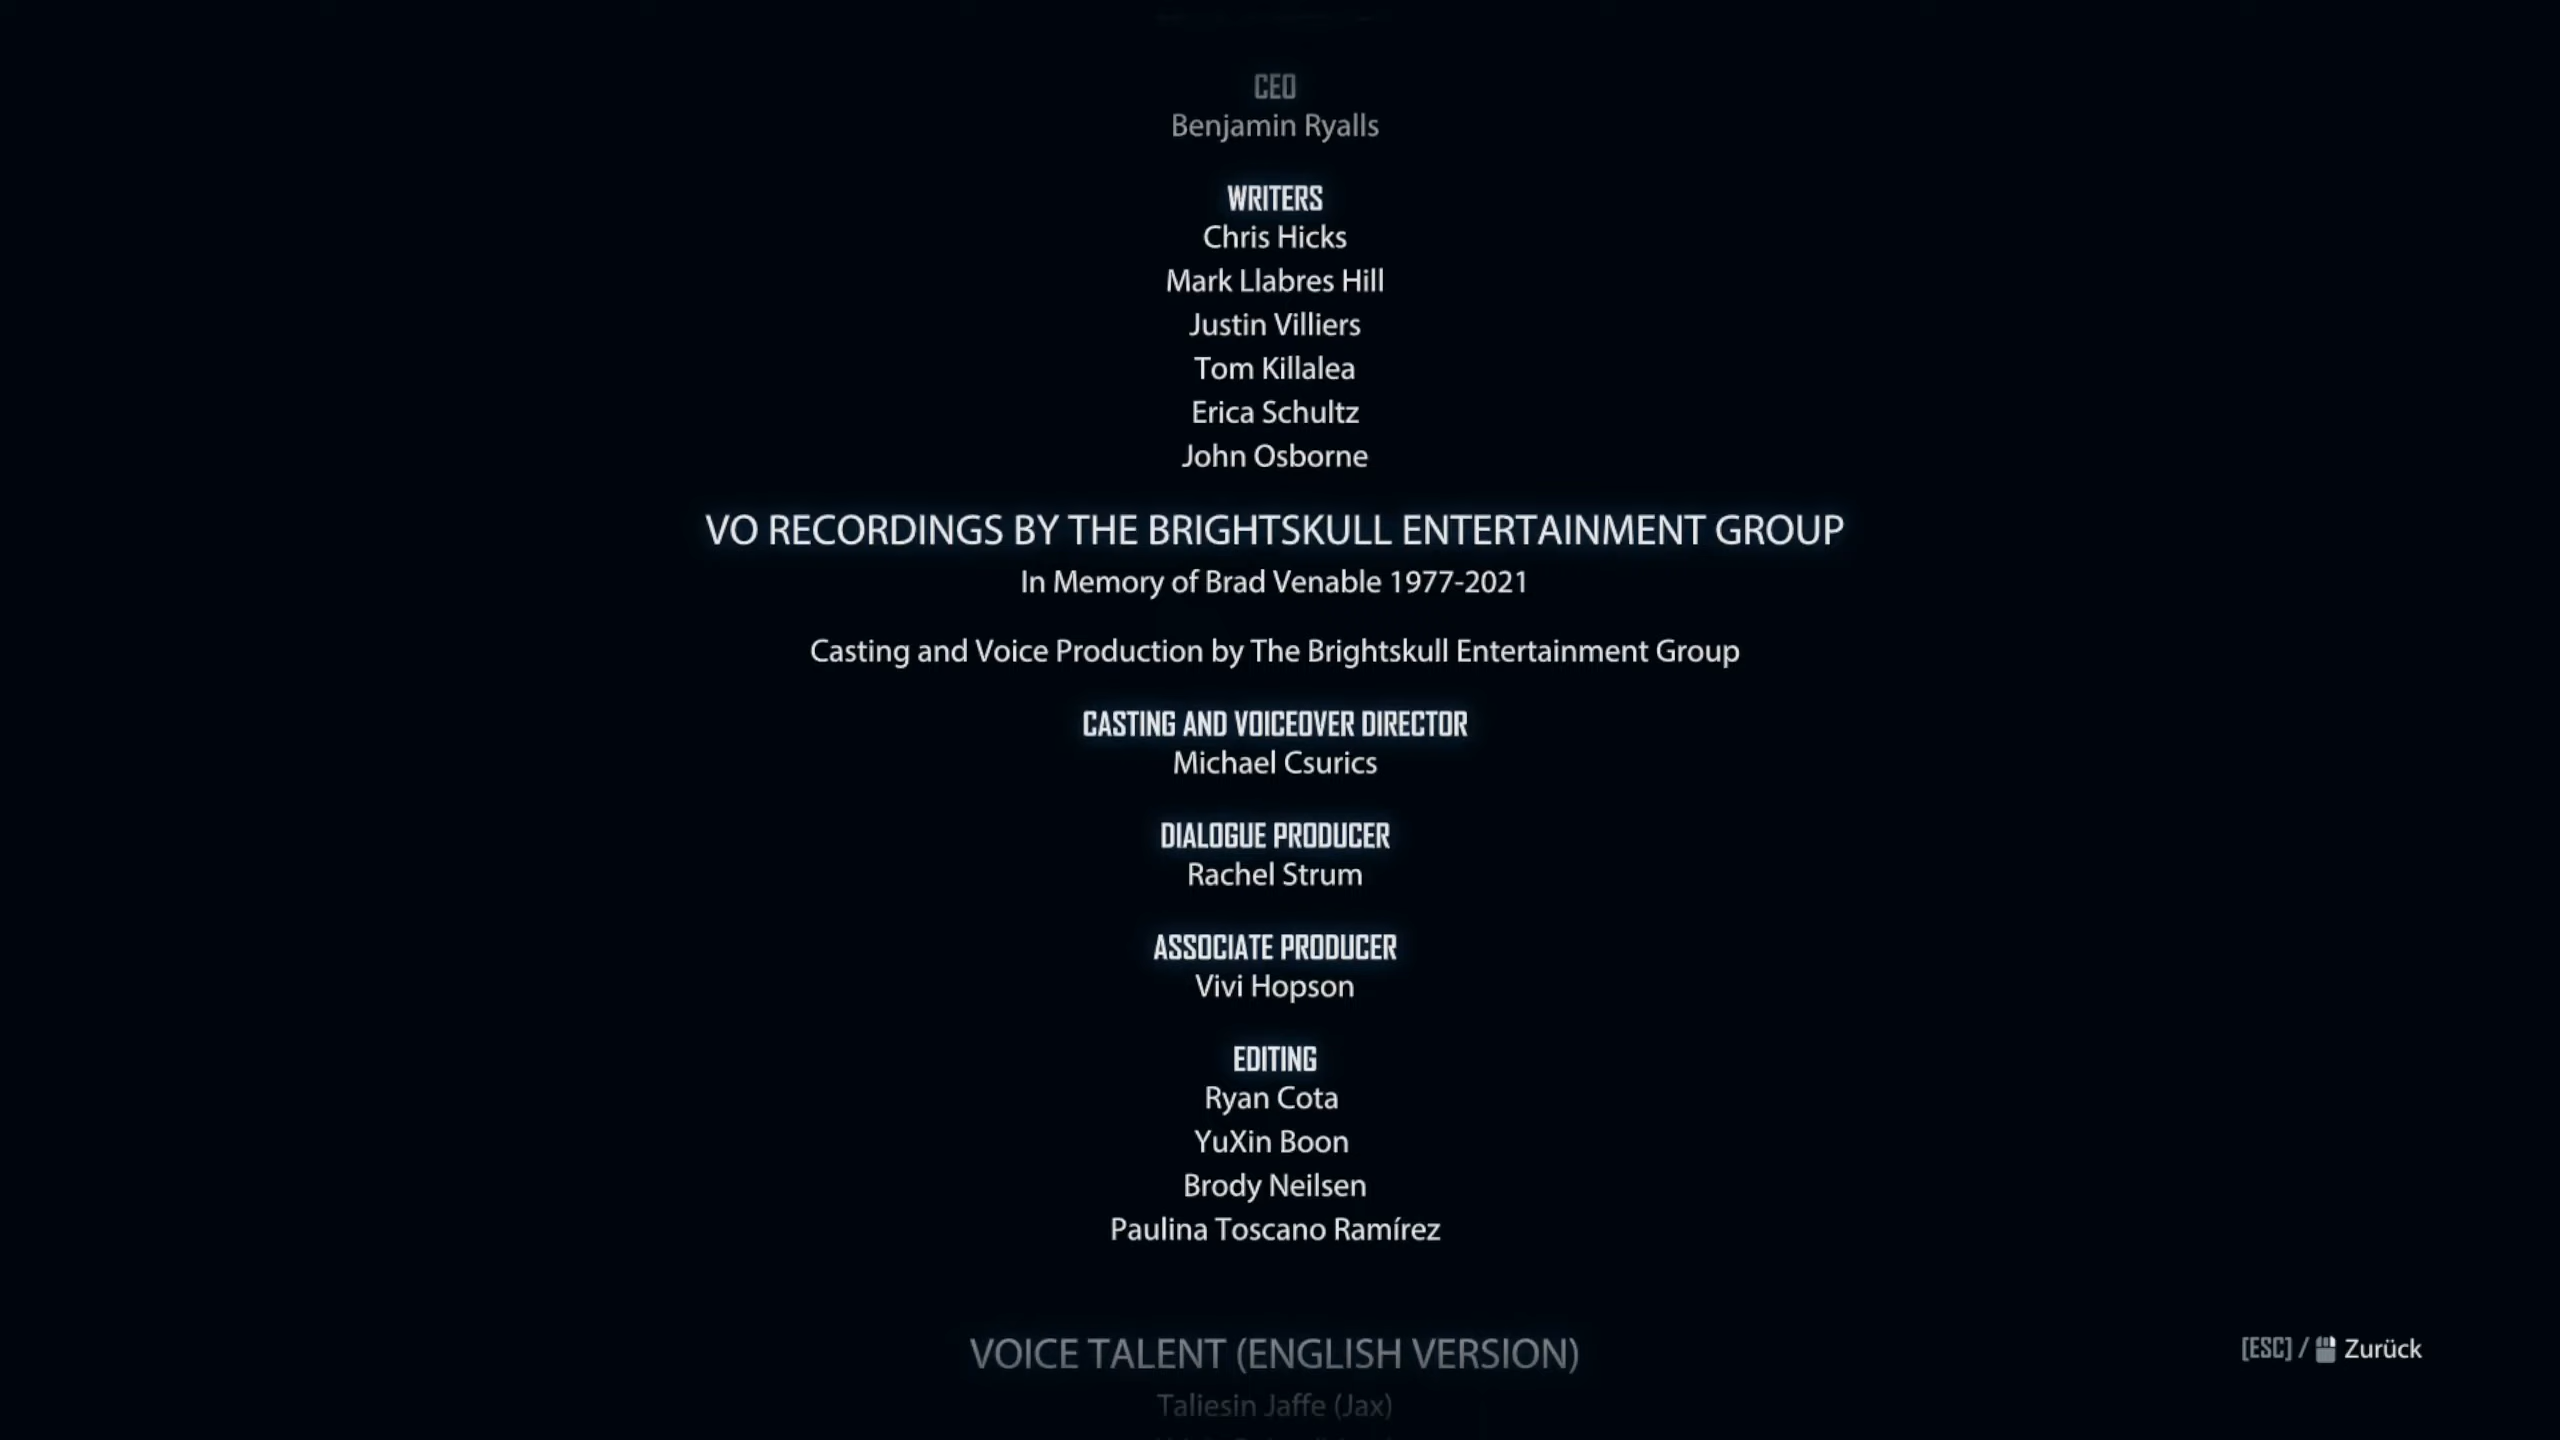 CEO
Benjamin Ryalls
WRITERS
Chris Hicks
Mark Llabres Hill
Justin Villiers
Tom Killalea
Erica Schultz
John Osborne
VO RECORDINGS BY THE BRIGHTSKULL ENTERTAINMENT GROUP
In Memory of Brad Venable 1977-2021
Casting and Voice Production by The Brightskull Entertainment Group
CASTING AND VOICEOVER DIRECTOR
Michael Csurics
DIALOGUE PRODUCER
Rachel Strum
ASSOCIATE PRODUCER
Vivi Hopson
EDITING
Ryan Cota
YuXin Boon
Brody Neilsen
Paulina Toscano Ramírez
VOICE TALENT (ENGLISH VERSION)
[ESC] / Zurück
Taliesin Jaffe (Jax)